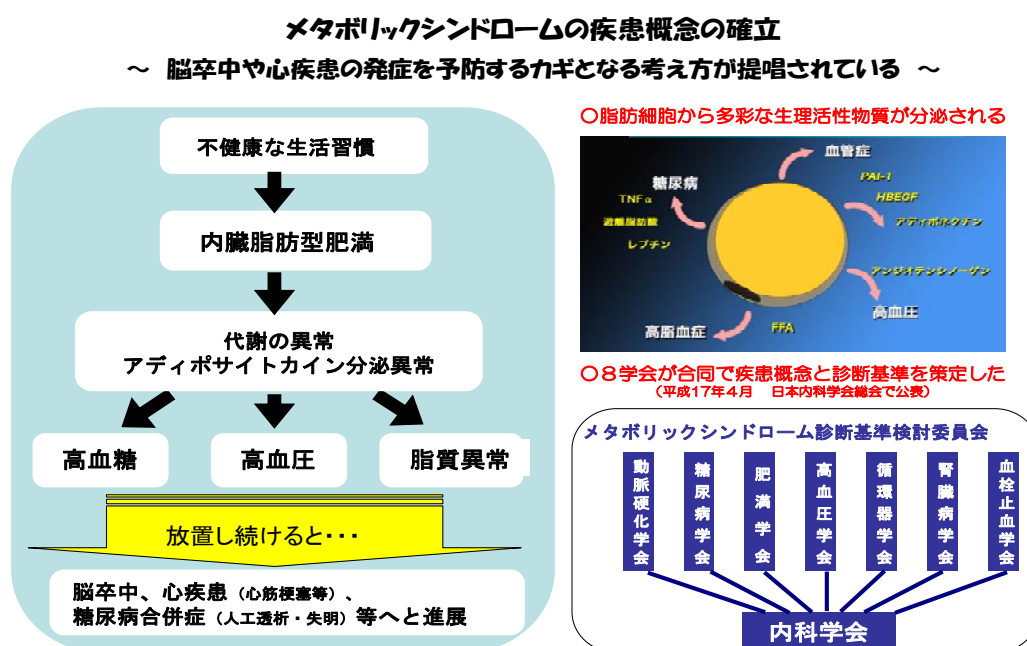 メタボリックシンドロームの疾患概念の確立
～ 脳卒中や心疾患の発症を予防するカギとなる考え方が提唱されている ～
不健康な生活習慣
内臓脂肪型肥満
代謝の異常
アディポサイトカイン分泌異常
高血糖
高血圧
脂質異常
放置し続けると・・・
脳卒中、心疾患（心筋梗塞等）、
糖尿病合併症（人工透析・失明）等へと進展
〇脂肪細胞から多彩な生理活性物質が分泌される
血管症
PAI-1
HBEGF
アディポネクチン
アンジオテンシノーゲン
高血圧
糖尿病
TNFα
遊離脂肪酸
レプチン
高脂血症
FFA
〇８学会が合同で疾患概念と診断基準を策定した
（平成17年４月　日本内科学会総会で公表）
メタボリックシンドローム診断基準検討委員会
動脈硬化学会
糖尿病学会
肥満学会
高血圧学会
循環器学会
腎臓病学会
血栓止血学会
内科学会